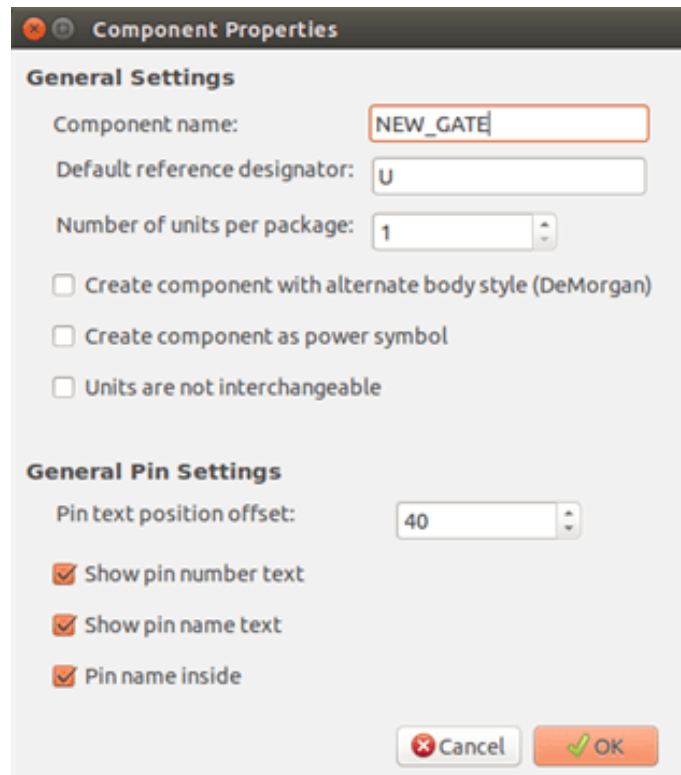 Component Properties
General Settings
Component name: NEW_GATE
Default reference designator: U
Number of units per package: 1
Create component with alternate body style (DeMorgan)
Create component as power symbol
Units are not interchangeable
General Pin Settings
Pin text position offset: 40
Show pin number text
Show pin name text
Pin name inside
Cancel OK